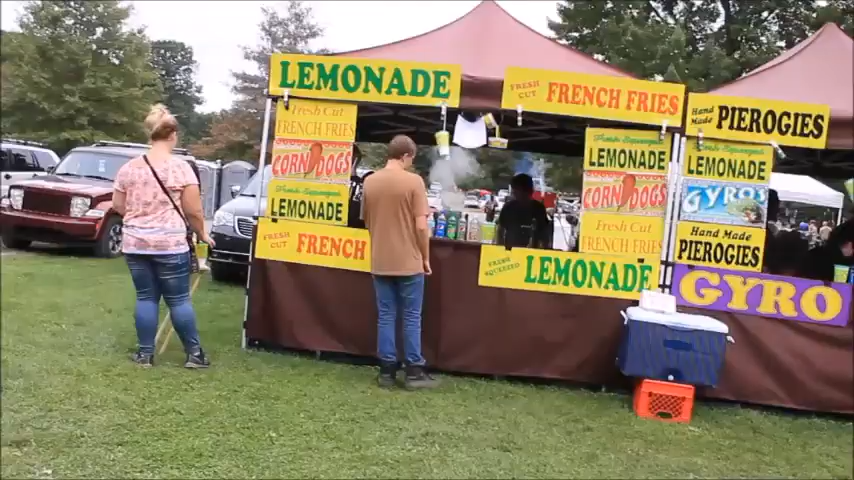 LEMONADE
FRESH CUT FRENCH FRIES
Hand Made PIEROGIES
Fresh Cut
FRENCH FRIES
CORN DOGS
Fresh Squeezed
LEMONADE
Fresh Squeezed
LEMONADE
CORN DOGS
Fresh Cut
FRENCH FRIES
Fresh Squeezed
LEMONADE
GYROS
Hand Made
PIEROGIES
FRESH CUT FRENCH
FRESH SQUEEZED LEMONADE
GYRO